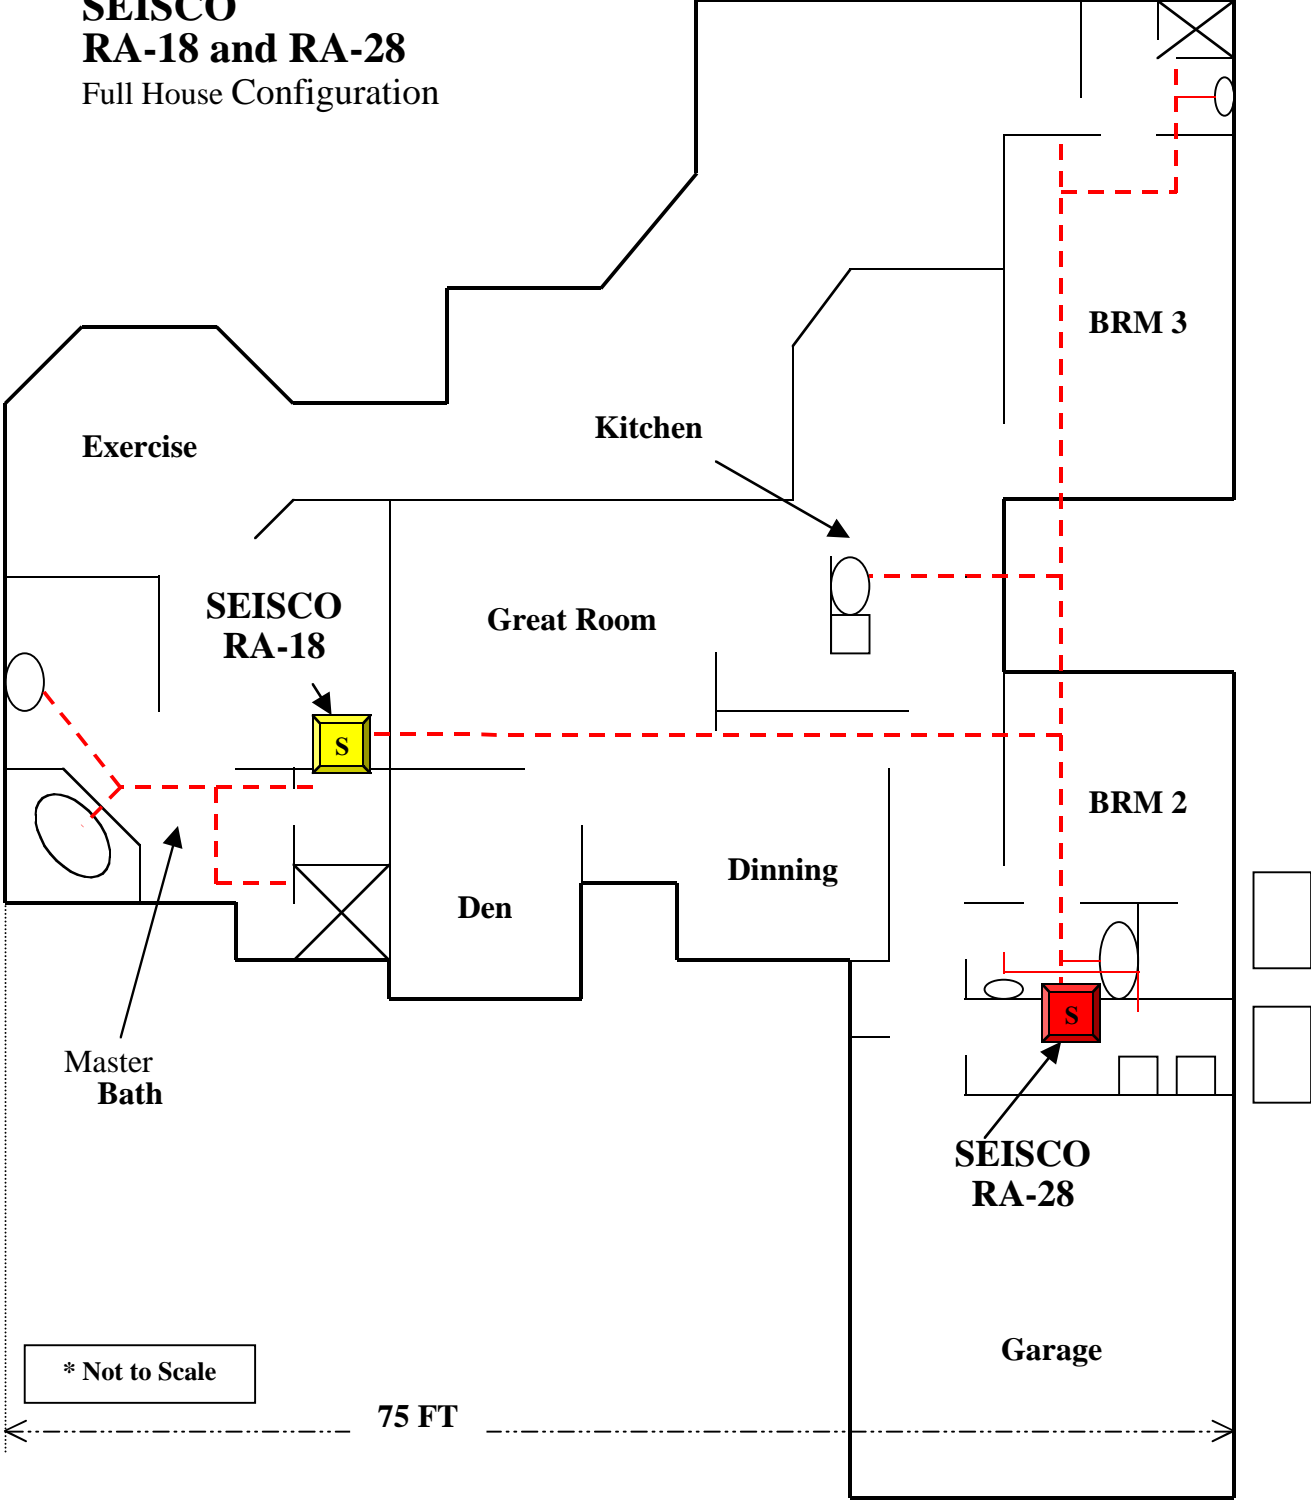 SEISCO
RA-18 and RA-28
Full House Configuration
BRM 3
Kitchen
Exercise
SEISCO
RA-18
Great Room
S
BRM 2
Dinning
Den
S
Master
Bath
SEISCO
RA-28
Garage
* Not to Scale
75 FT